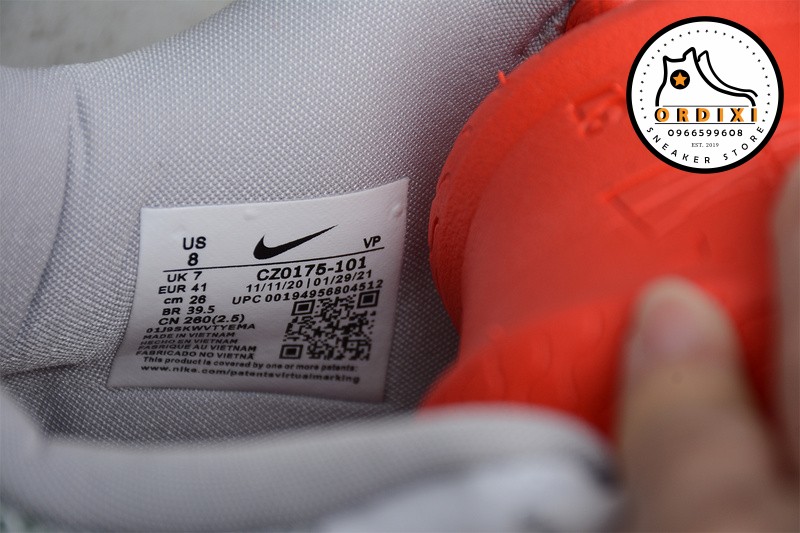 ORDIXI
0966599608
EST. 2019
SNEAKER STORE
US
8
VP
UK 7
CZ0175-101
EUR 41
11/11/20 | 01/29/21
cm 26
UPC 00194956804512
BR 39.5
CN 260(2.5)
01J9SKWVTYEMA
MADE IN VIETNAM
HECHO EN VIETNAM
FABRIQUE AU VIETNAM
FABRICADO NO VIETNÃ
This product is covered by one or more patents:
www.nike.com/patentsvirtualmarking